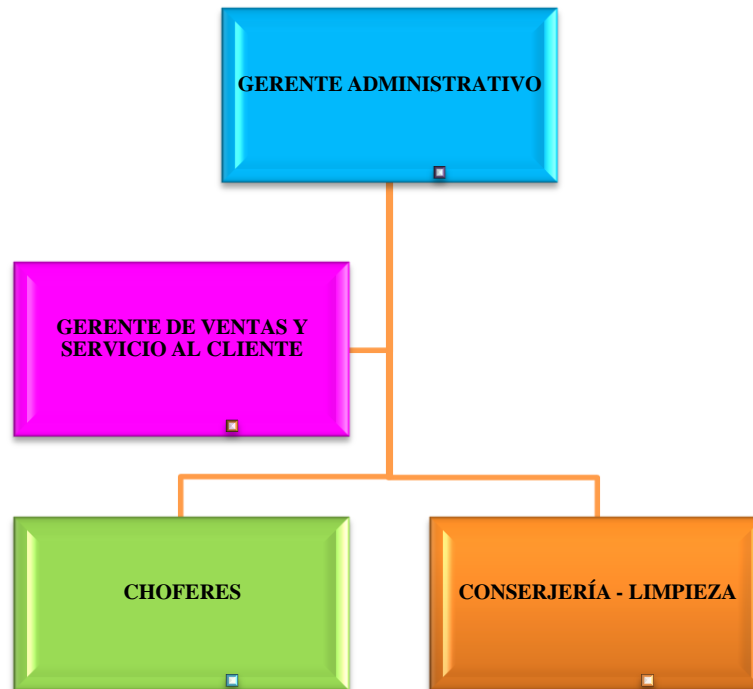 GERENTE ADMINISTRATIVO
GERENTE DE VENTAS Y
SERVICIO AL CLIENTE
CHOFERES
CONSERJERÍA - LIMPIEZA